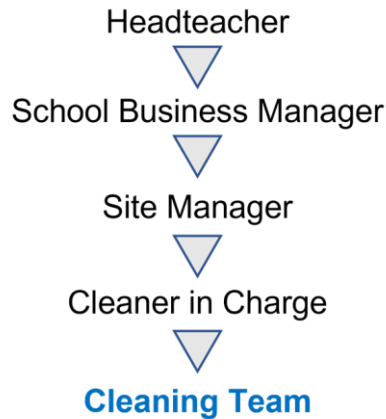 Headteacher
School Business Manager
Site Manager
Cleaner in Charge
Cleaning Team